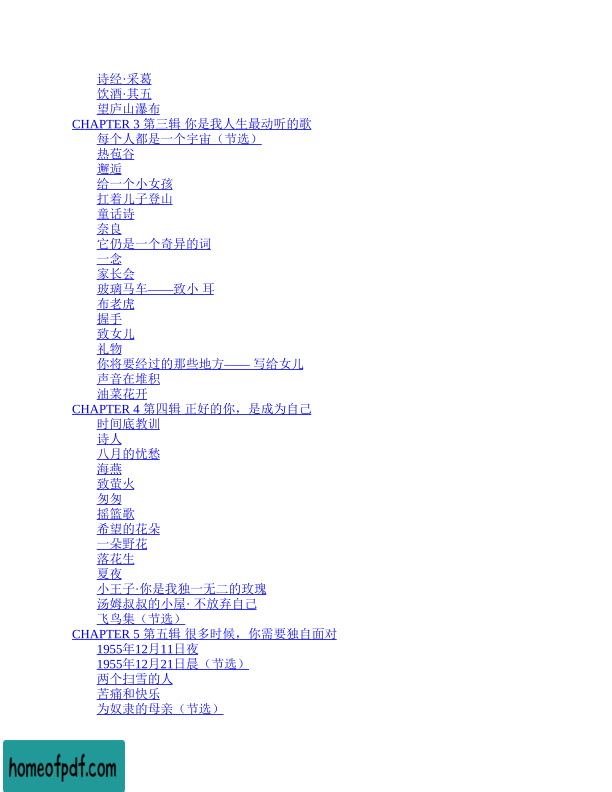 诗经·采葛
饮酒·其五
望庐山瀑布
CHAPTER 3 第三辑 你是我人生最动听的歌
每个人都是一个宇宙（节选）
热苞谷
邂逅
给一个小女孩
扛着儿子登山
童话诗
奈良
它仍是一个奇异的词
一念
家长会
玻璃马车——致小 耳
布老虎
握手
致女儿
礼物
你将要经过的那些地方—— 写给女儿
声音在堆积
油菜花开
CHAPTER 4 第四辑 正好的你，是成为自己
时间底教训
诗人
八月的忧愁
海燕
致萤火
匆匆
摇篮歌
希望的花朵
一朵野花
落花生
夏夜
小王子·你是我独一无二的玫瑰
汤姆叔叔的小屋· 不放弃自己
飞鸟集（节选）
CHAPTER 5 第五辑 很多时候，你需要独自面对
1955年12月11日夜
1955年12月21日晨（节选）
两个扫雪的人
苦痛和快乐
为奴隶的母亲（节选）
homeofpdf.com